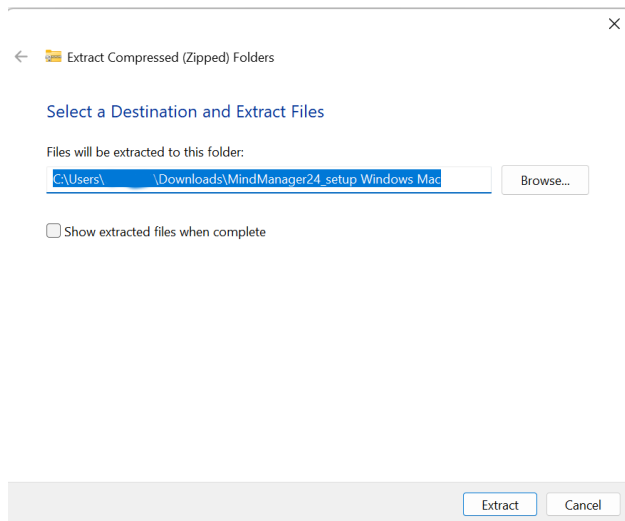 Extract Compressed (Zipped) Folders
Select a Destination and Extract Files
Files will be extracted to this folder:
C:\Users\ \Downloads\MindManager24_setup Windows Mac
Browse...
Show extracted files when complete
Extract Cancel